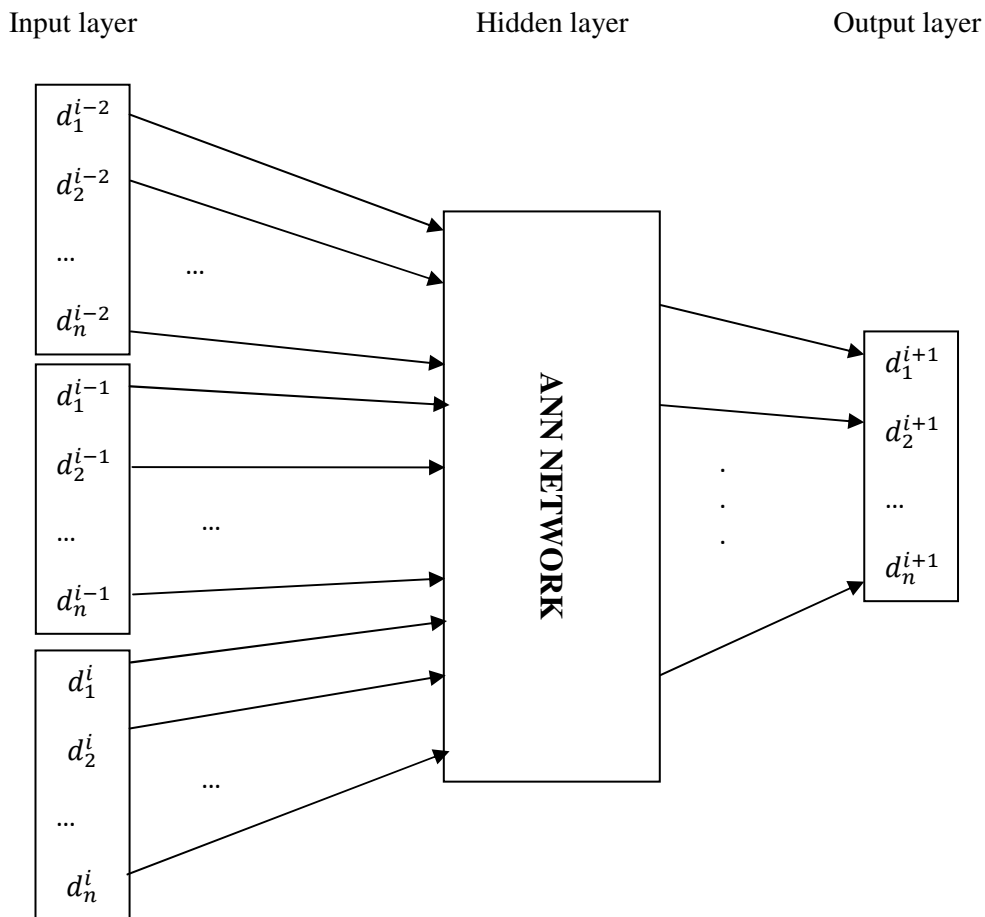 Input layer Hidden layer Output layer
d_1^{i-2}
d_2^{i-2}
...
...
d_n^{i-2}
d_1^{i-1}
d_2^{i-1}
...
...
d_n^{i-1}
d_1^i
d_2^i
...
...
d_n^i
ANN NETWORK
.
.
.
d_1^{i+1}
d_2^{i+1}
...
d_n^{i+1}